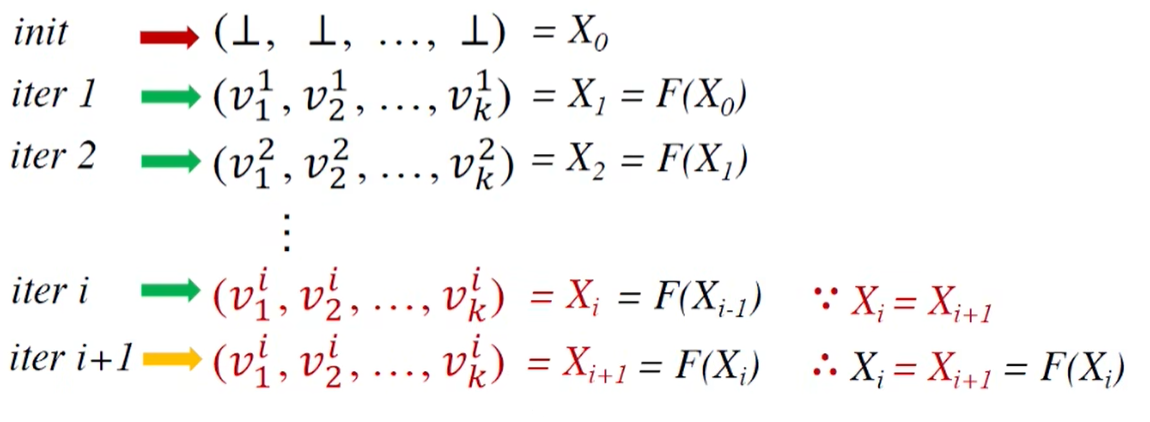 init → (⊥, ⊥, …, ⊥) = X₀
iter 1 → (v₁¹, v₂¹, …, vₖ¹) = X₁ = F(X₀)
iter 2 → (v₁², v₂², …, vₖ²) = X₂ = F(X₁)
⋮
iter i → (v₁ⁱ, v₂ⁱ, …, vₖⁱ) = Xᵢ = F(Xᵢ₋₁) ∵ Xᵢ = Xᵢ₊₁
iter i+1 → (v₁ⁱ, v₂ⁱ, …, vₖⁱ) = Xᵢ₊₁ = F(Xᵢ) ∴ Xᵢ = Xᵢ₊₁ = F(Xᵢ)